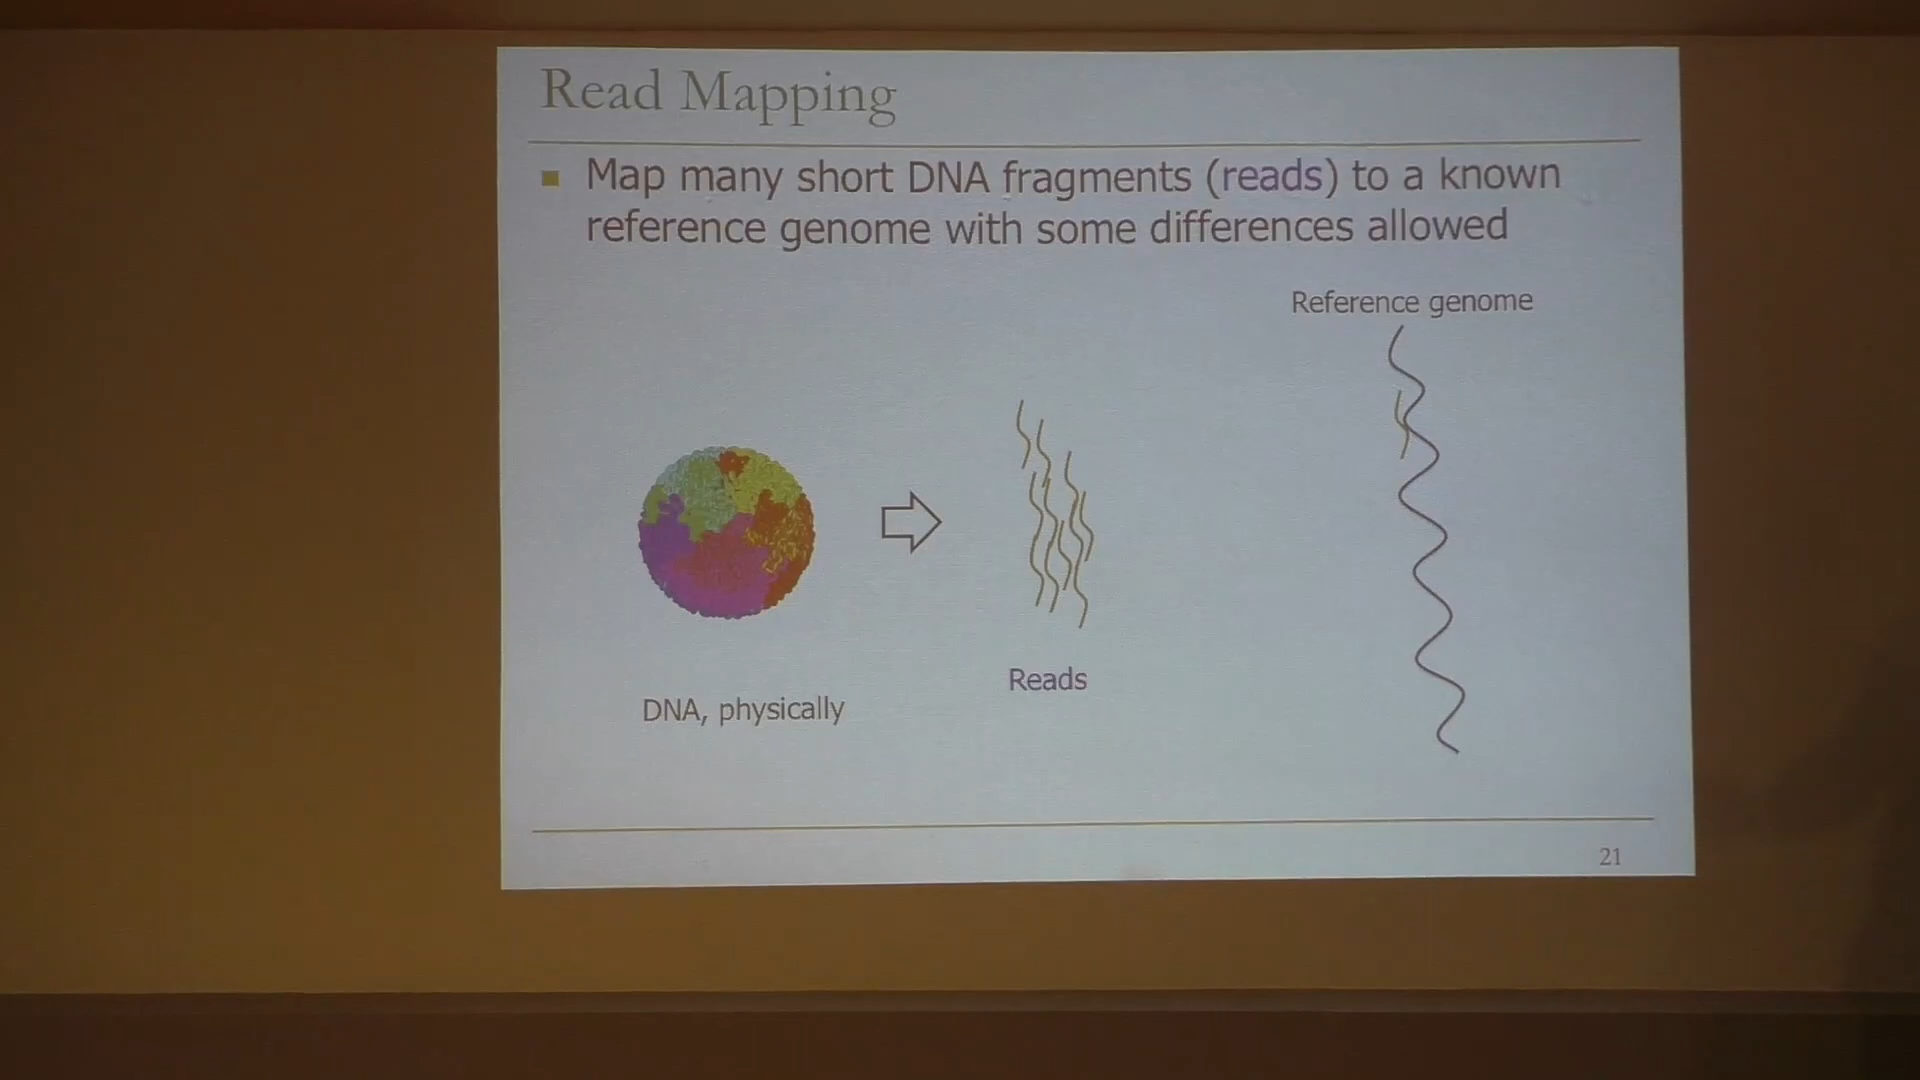 Read Mapping
Map many short DNA fragments (reads) to a known
reference genome with some differences allowed
Reference genome
Reads
DNA, physically
21